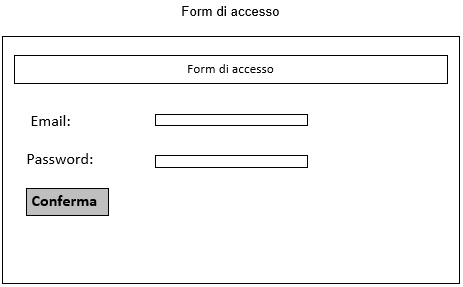 Form di accesso
Form di accesso
Email:
Password:
Conferma